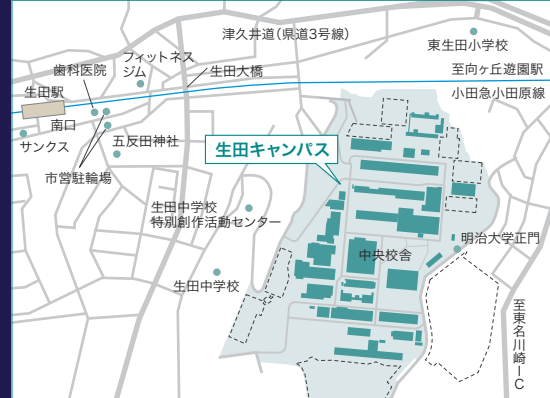 津久井道(県道3号線)
東生田小学校
フィットネス
ジム
歯科医院
生田大橋
至向ヶ丘遊園駅
生田駅
小田急小田原線
南口
サンクス
五反田神社
生田キャンパス
市営駐輪場
生田中学校
特別創作活動センター
明治大学正門
中央校舎
生田中学校
至東名川崎IC